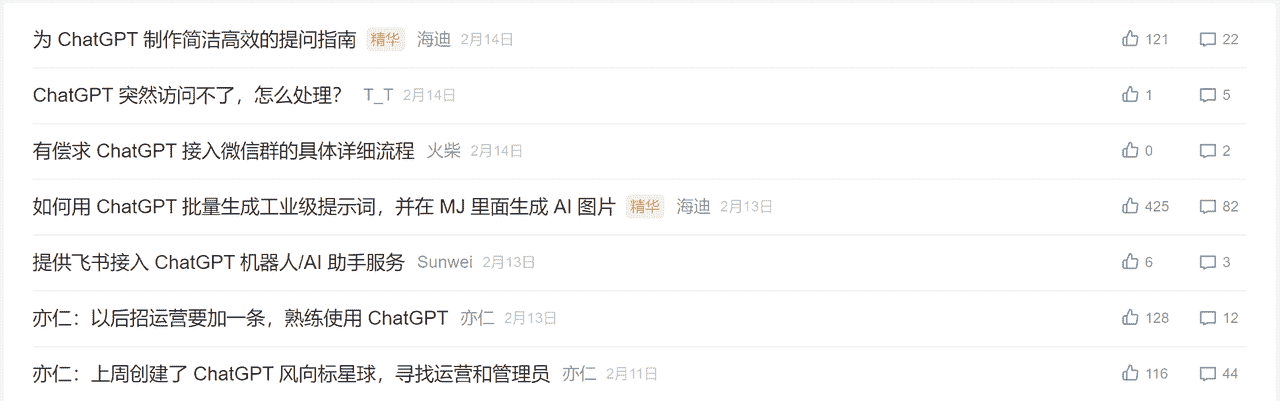 为 ChatGPT 制作简洁高效的提问指南 精华 海迪 2月14日 121 22
ChatGPT 突然访问不了，怎么处理？ T_T 2月14日 1 5
有偿求 ChatGPT 接入微信群的具体详细流程 火柴 2月14日 0 2
如何用 ChatGPT 批量生成工业级提示词，并在 MJ 里面生成 AI 图片 精华 海迪 2月13日 425 82
提供飞书接入 ChatGPT 机器人/AI 助手服务 Sunwei 2月13日 6 3
亦仁：以后招运营要加一条，熟练使用 ChatGPT 亦仁 2月13日 128 12
亦仁：上周创建了 ChatGPT 风向标星球，寻找运营和管理员 亦仁 2月11日 116 44